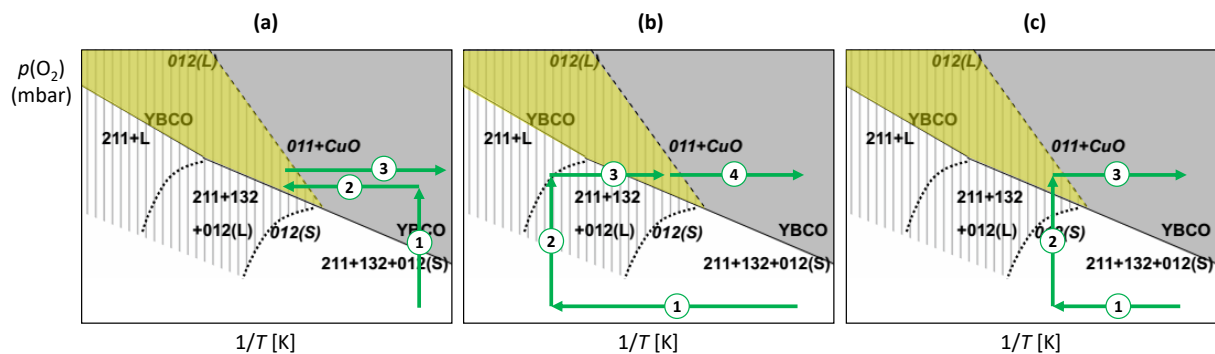 (a)
(b)
(c)
p(O₂)
(mbar)
012(L)
YBCO
211+L
011+CuO
3
2
211+132
+012(L)
012(S)
YBCO
1
211+132+012(S)
1/T [K]
012(L)
YBCO
211+L
011+CuO
3
4
211+132
+012(L)
012(S)
2
YBCO
211+132+012(S)
1
1/T [K]
012(L)
YBCO
211+L
011+CuO
3
211+132
+012(L)
012(S)
2
YBCO
211+132+012(S)
1
1/T [K]